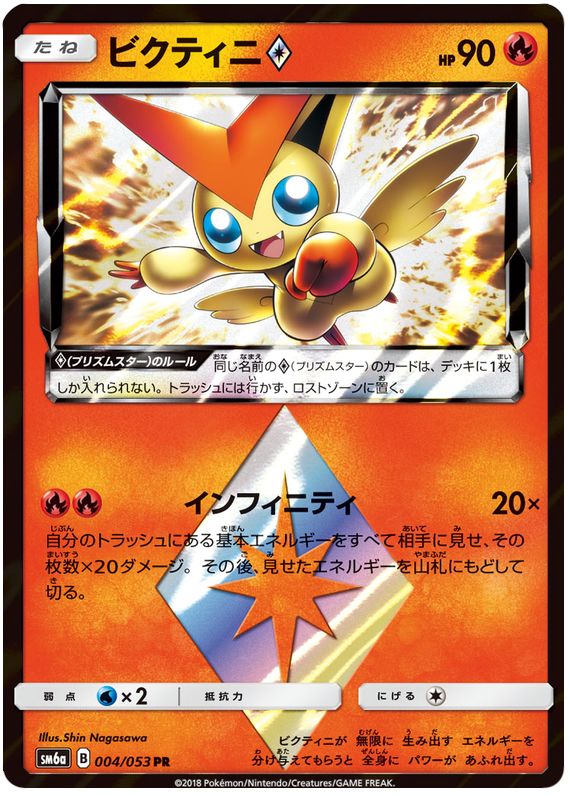 たね ビクティニ◇ HP90
◇(プリズムスター)のルール 同じ名前の◇(プリズムスター)のカードは、デッキに1枚
しか入れられない。トラッシュには行かず、ロストゾーンに置く。
インフィニティ 20×
自分のトラッシュにある基本エネルギーをすべて相手に見せ、その
枚数×20ダメージ。その後、見せたエネルギーを山札にもどして
切る。
弱点 ×2 抵抗力 にげる
Illus.Shin Nagasawa
SM6a B 004/053 PR
ビクティニが 無限に 生み出す エネルギーを
分け与えてもらうと 全身に パワーが あふれ出す。
©2018 Pokémon/Nintendo/Creatures/GAME FREAK.